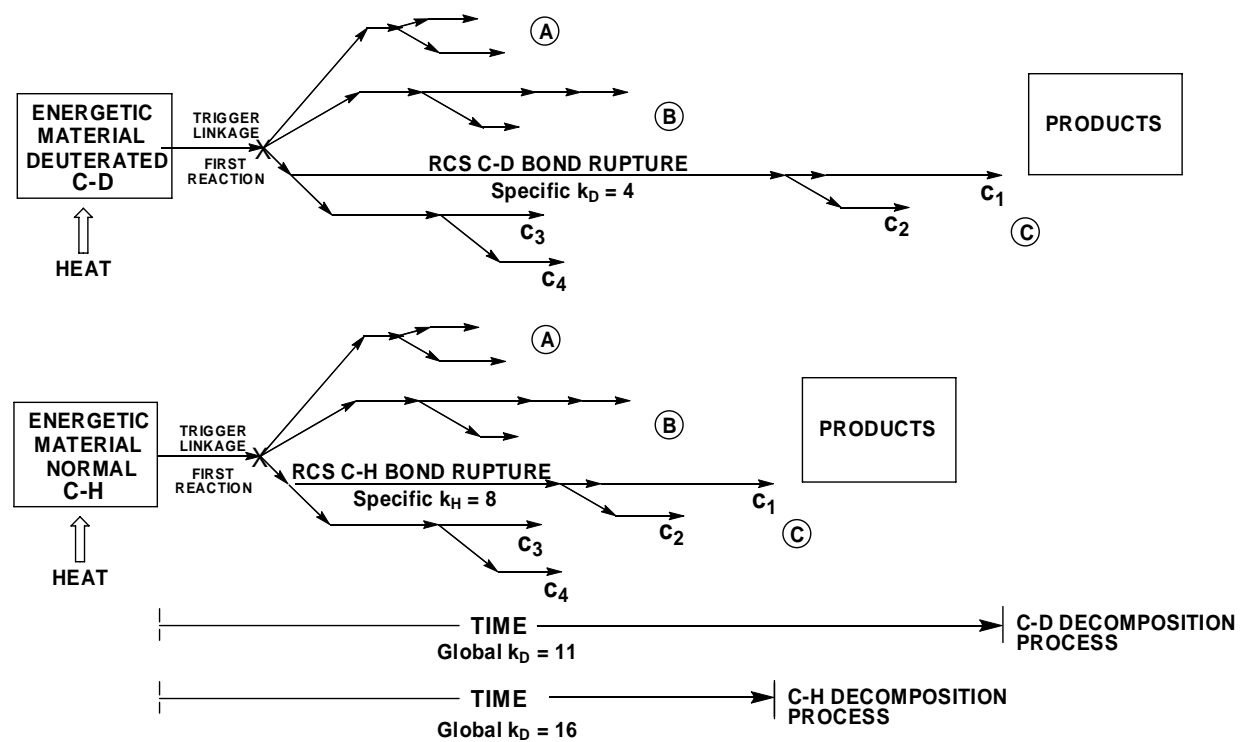 ENERGETIC
MATERIAL
DEUTERATED
C-D
HEAT
TRIGGER
LINKAGE
X
FIRST
REACTION
A
B
RCS C-D BOND RUPTURE
Specific k_D = 4
c₁
c₂
C
c₃
c₄
PRODUCTS
ENERGETIC
MATERIAL
NORMAL
C-H
HEAT
TRIGGER
LINKAGE
X
FIRST
REACTION
A
B
RCS C-H BOND RUPTURE
Specific k_H = 8
c₁
c₂
C
c₃
c₄
PRODUCTS
TIME
Global k_D = 11
C-D DECOMPOSITION
PROCESS
TIME
Global k_D = 16
C-H DECOMPOSITION
PROCESS